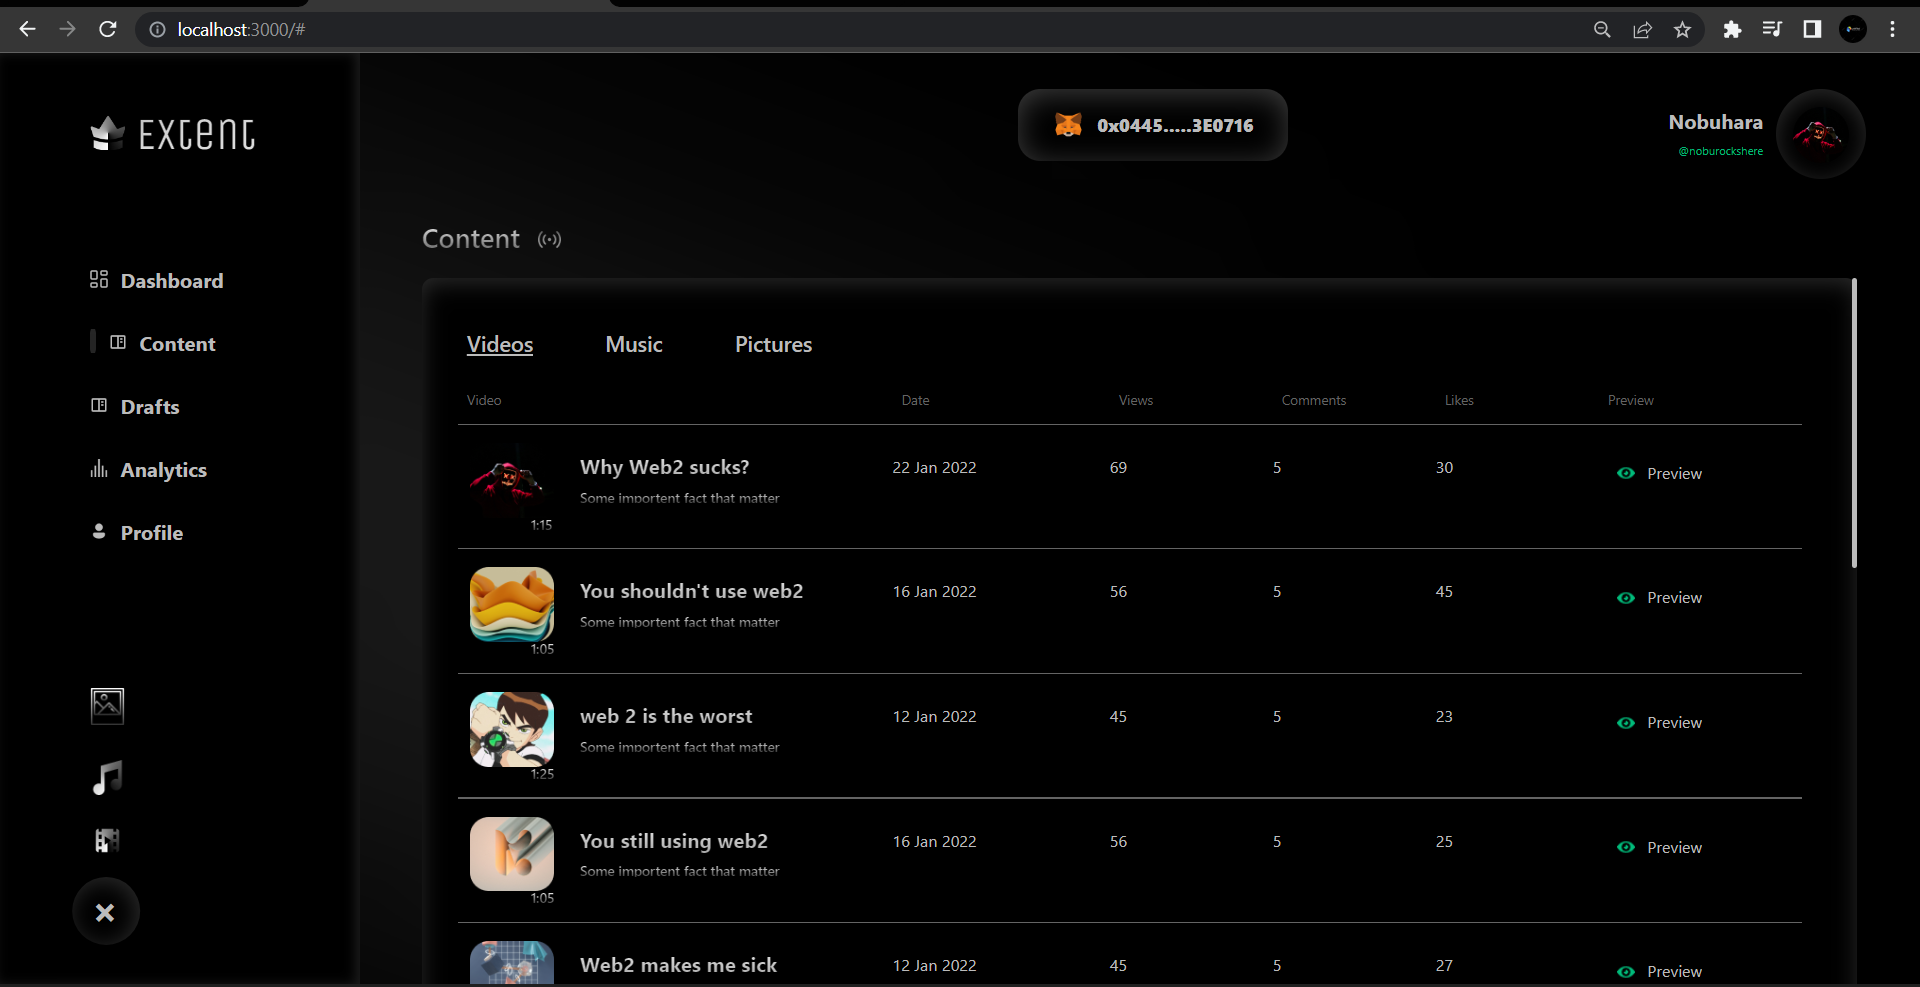 localhost:3000/#
Extent
0x0445.....3E0716
Nobuhara
@noburockshere
Dashboard
Content
Drafts
Analytics
Profile
Content
Videos Music Pictures
Video Date Views Comments Likes Preview
Why Web2 sucks? 22 Jan 2022 69 5 30 Preview
Some importent fact that matter
1:15
You shouldn't use web2 16 Jan 2022 56 5 45 Preview
Some importent fact that matter
1:05
web 2 is the worst 12 Jan 2022 45 5 23 Preview
Some importent fact that matter
1:25
You still using web2 16 Jan 2022 56 5 25 Preview
Some importent fact that matter
1:05
Web2 makes me sick 12 Jan 2022 45 5 27 Preview